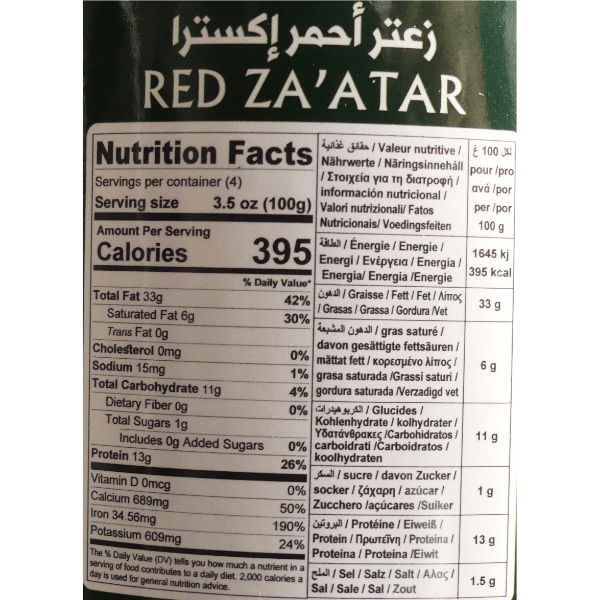 زعتر أحمر إكسترا
RED ZA'ATAR
Nutrition Facts
Servings per container (4)
Serving size 3.5 oz (100g)
Amount Per Serving
Calories 395
% Daily Value*
Total Fat 33g 42%
Saturated Fat 6g 30%
Trans Fat 0g
Cholesterol 0mg 0%
Sodium 15mg 1%
Total Carbohydrate 11g 4%
Dietary Fiber 0g 0%
Total Sugars 1g
Includes 0g Added Sugars 0%
Protein 13g 26%
Vitamin D 0mcg 0%
Calcium 689mg 50%
Iron 34.56mg 190%
Potassium 609mg 24%
The % Daily Value (DV) tells you how much a nutrient in a
serving of food contributes to a daily diet. 2,000 calories a
day is used for general nutrition advice.
حقائق غذائية / Valeur nutritive /
Nährwerte / Näringsinnehåll
/ Στοιχεία για τη διατροφή /
información nutricional /
Valori nutrizionali/ Fatos
Nutricionais/ Voedingsfeiten
لكل 100 غ
pour /pro
ανά /por
per /por
100 g
الطاقة / Énergie / Energie /
Energi / Ενέργεια / Energía /
Energia/ Energia /Energie
1645 kj
395 kcal
الدهون / Graisse / Fett / Fet / Λίπος
/ Grasas / Grassa / Gordura /Vet
33 g
الدهون المشبعة / gras saturé /
davon gesättigte fettsäuren /
mättat fett / κορεσμένο λίπος /
grasa saturada /Grassi saturi /
gordura saturada /Verzadigd vet
6 g
الكربوهيدرات / Glucides /
Kohlenhydrate / kolhydrater /
Υδατάνθρακες /Carbohidratos /
carboidrati /Carboidratos /
koolhydraten
11 g
السكر / sucre / davon Zucker /
socker / ζάχαρη / azúcar /
Zucchero /açúcares /Suiker
1 g
البروتين / Protéine / Eiweiß /
Protein / Πρωτεΐνη / Proteína /
Proteina / Proteína /Eiwit
13 g
الملح / Sel / Salz / Salt / Αλας /
Sal / Sale / Sal / Zout
1.5 g